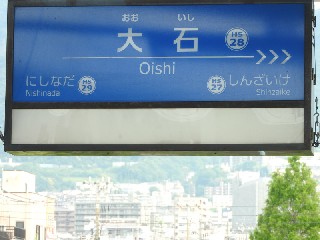 おお いし
大石 HS 28
Oishi
にしなだ HS 29 HS 27 しんざいけ
Nishinada Shinzaike